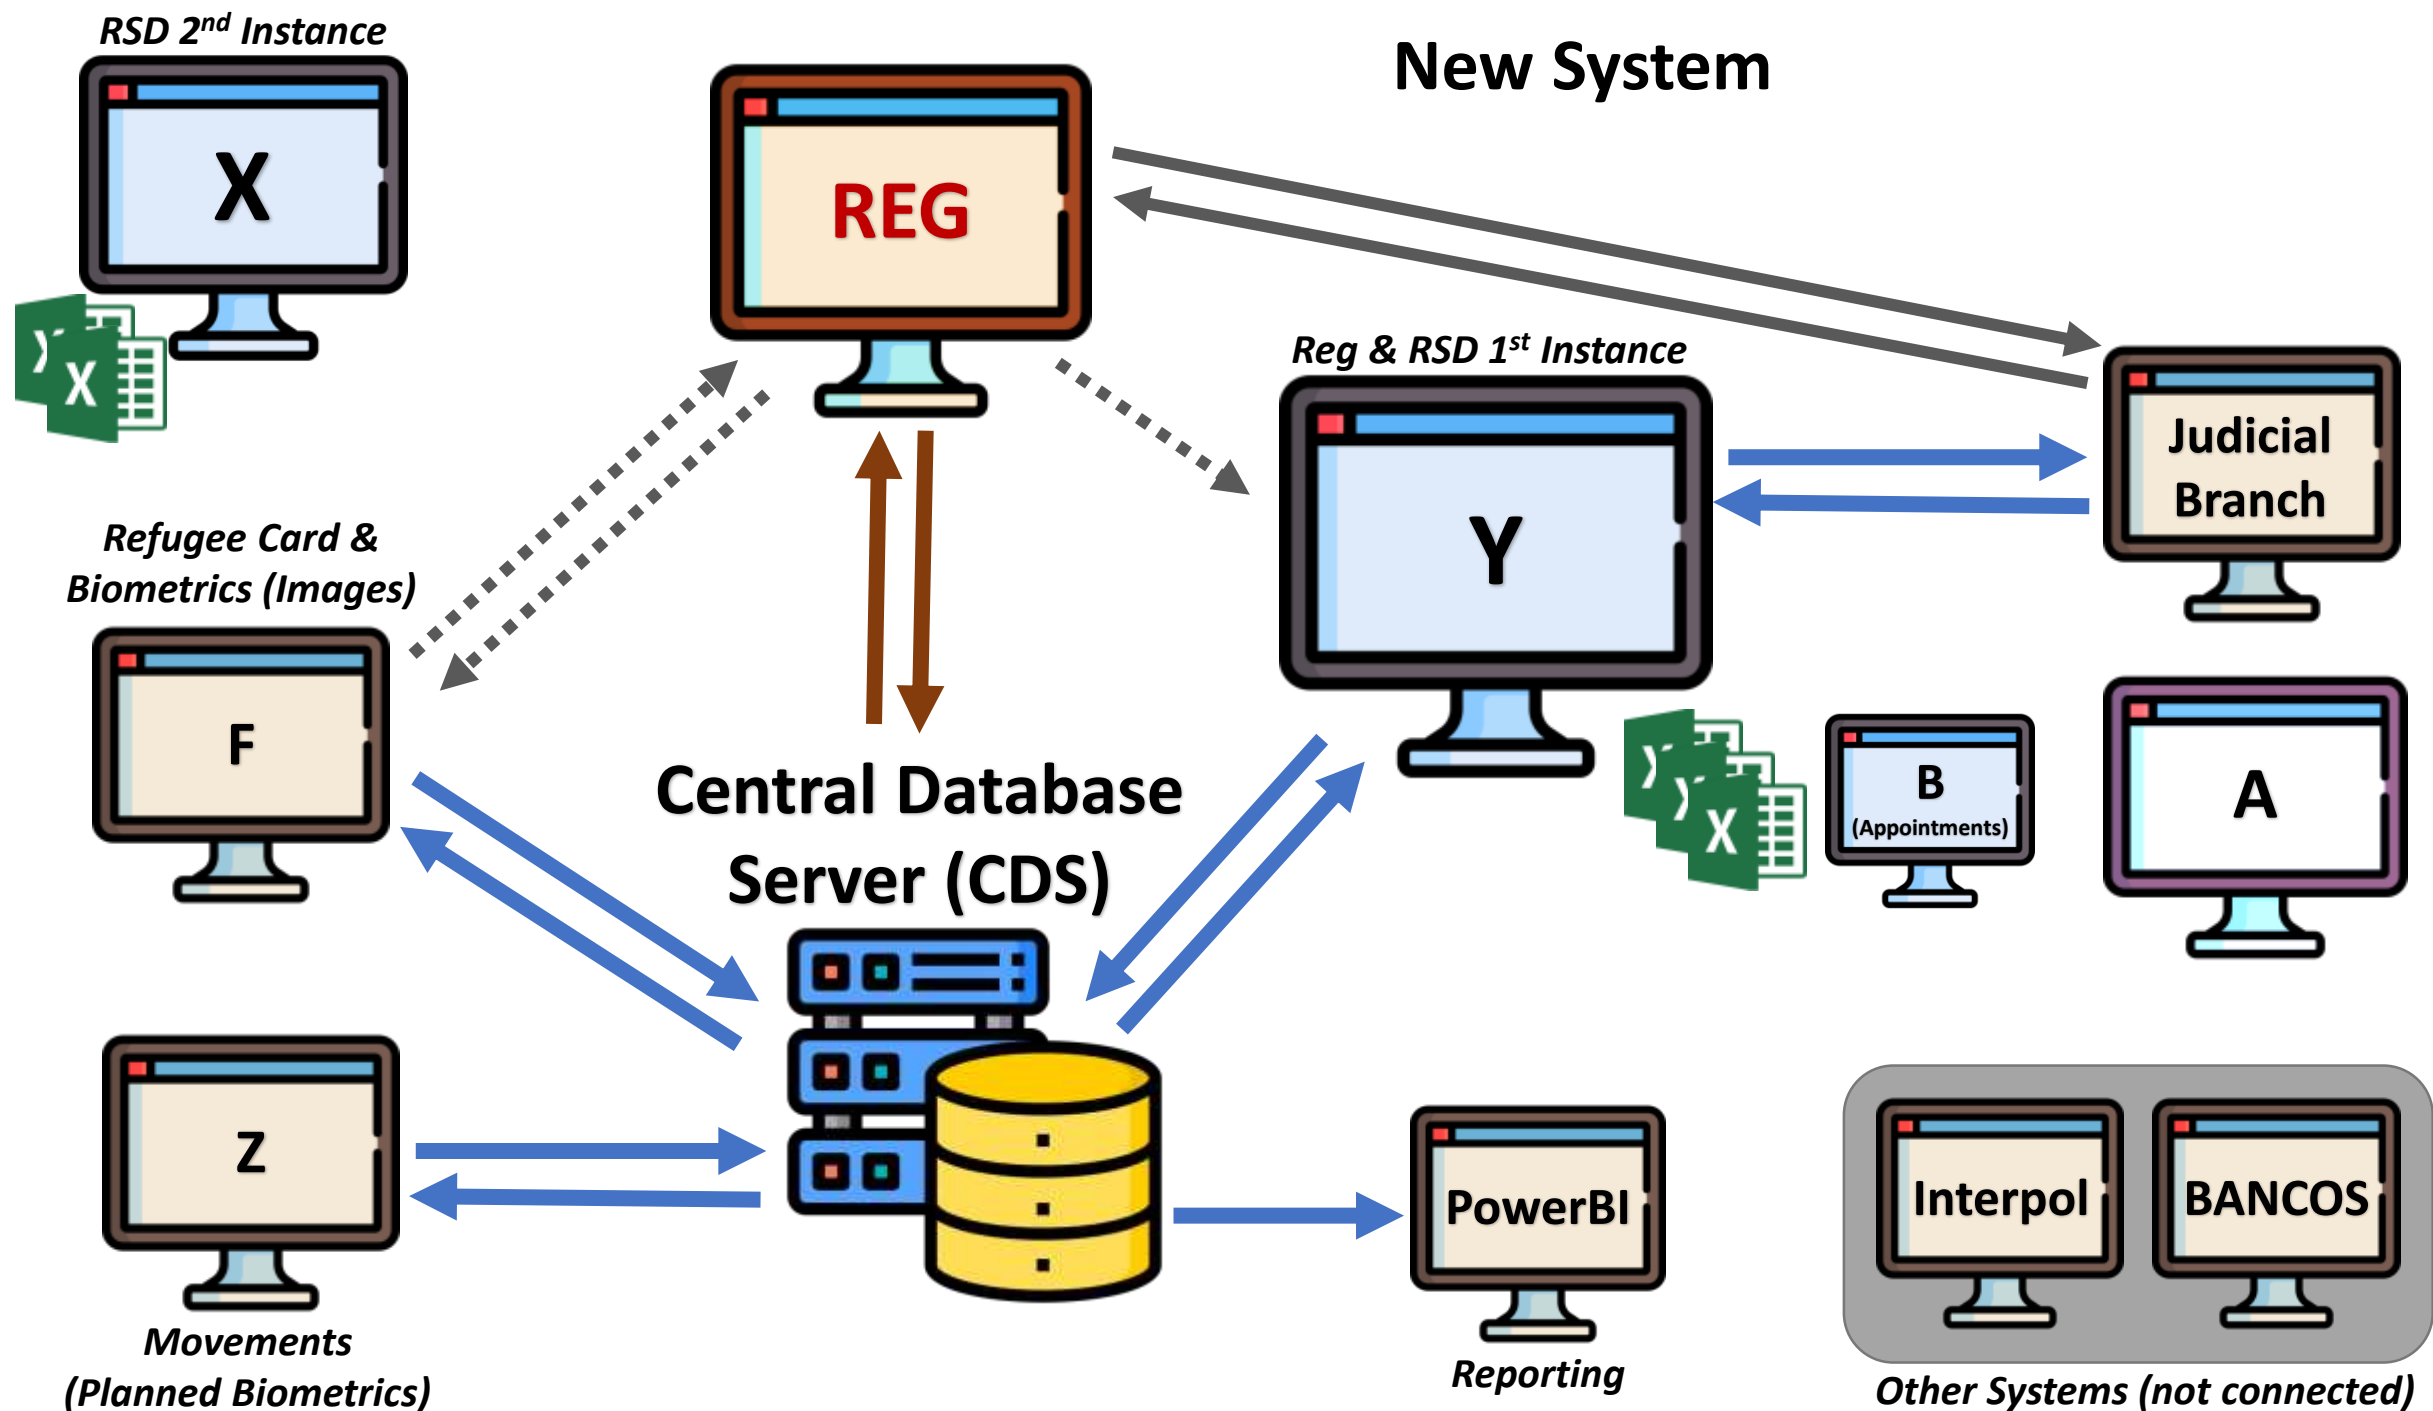 RSD 2nd Instance
New System
X
REG
X
X
Reg & RSD 1st Instance
Judicial
Branch
Y
Refugee Card &
Biometrics (Images)
F
Central Database
Server (CDS)
X
X
X
B
(Appointments)
A
Z
PowerBI
Interpol
BANCOS
Movements
(Planned Biometrics)
Reporting
Other Systems (not connected)